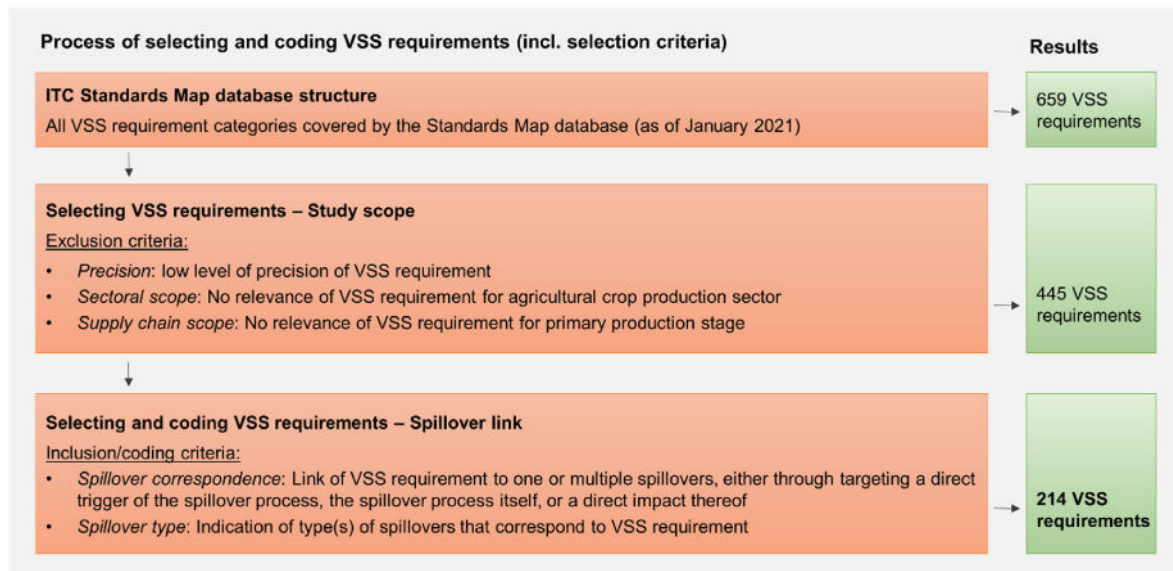 Process of selecting and coding VSS requirements (incl. selection criteria)
Results
ITC Standards Map database structure
All VSS requirement categories covered by the Standards Map database (as of January 2021)
659 VSS
requirements
Selecting VSS requirements – Study scope
Exclusion criteria:
• Precision: low level of precision of VSS requirement
• Sectoral scope: No relevance of VSS requirement for agricultural crop production sector
• Supply chain scope: No relevance of VSS requirement for primary production stage
445 VSS
requirements
Selecting and coding VSS requirements – Spillover link
Inclusion/coding criteria:
• Spillover correspondence: Link of VSS requirement to one or multiple spillovers, either through targeting a direct
trigger of the spillover process, the spillover process itself, or a direct impact thereof
• Spillover type: Indication of type(s) of spillovers that correspond to VSS requirement
214 VSS
requirements